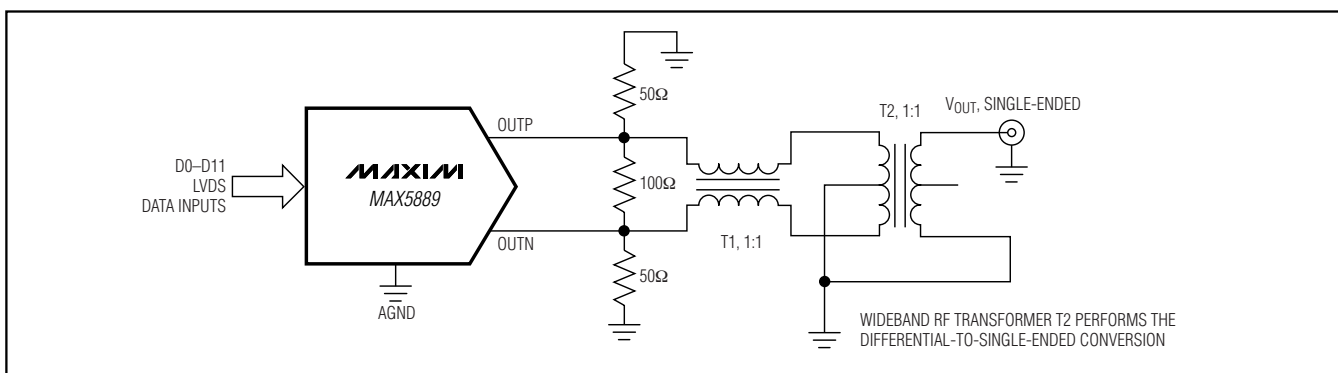 50Ω
OUTP
D0–D11
LVDS
DATA INPUTS
MAXIM
MAX5889
100Ω
OUTN
50Ω
AGND
T1, 1:1
T2, 1:1
VOUT, SINGLE-ENDED
WIDEBAND RF TRANSFORMER T2 PERFORMS THE
DIFFERENTIAL-TO-SINGLE-ENDED CONVERSION